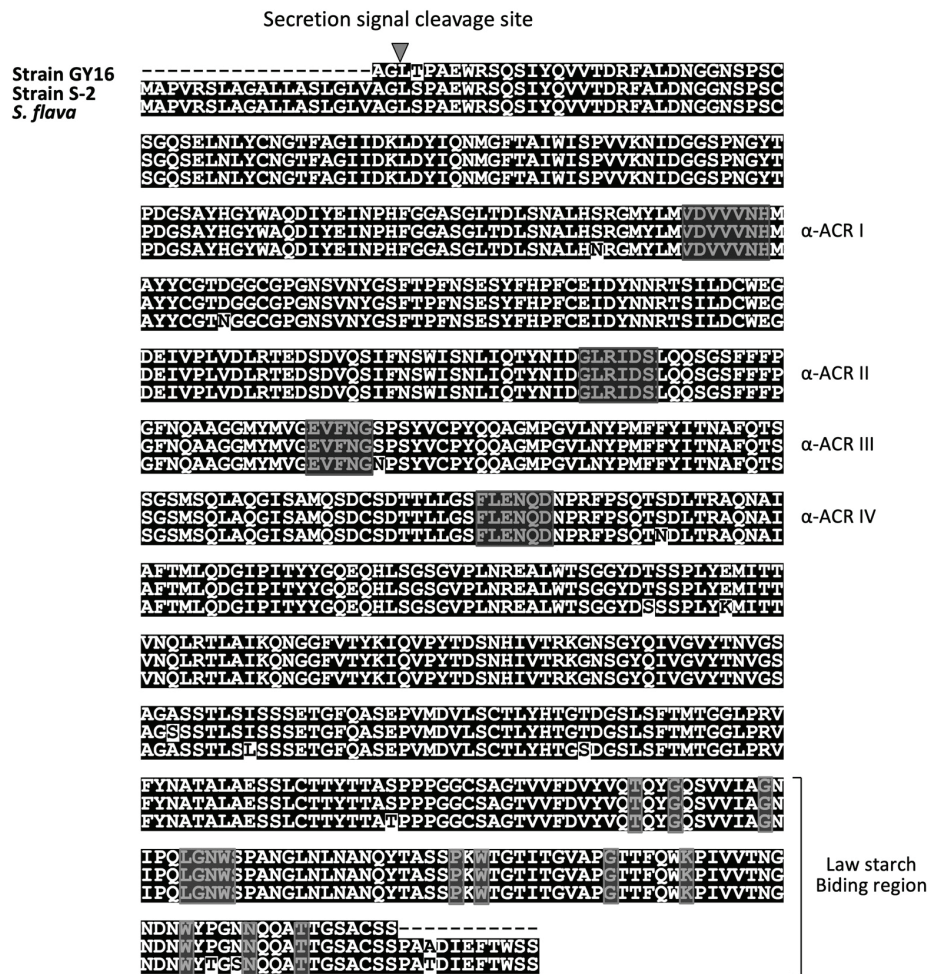 Secretion signal cleavage site
Strain GY16 ------------------AGLTPAEWRSQSIYQVVTDRFALDNGGNSPSC
Strain S-2 MAPVRSLAGALLASLGLVAGLSPAEWRSQSIYQVVTDRFALDNGGNSPSC
S. flava MAPVRSLAGALLASLGLVAGLSPAEWRSQSIYQVVTDRFALDNGGNSPSC
SGQSELNLYCNGTFAGIIDKLDYIQNMGFTAIWISPVVKNIDGGSPNGYT
SGQSELNLYCNGTFAGIIDKLDYIQNMGFTAIWISPVVKNIDGGSPNGYT
SGQSELNLYCNGTFAGIIDKLDYIQNMGFTAIWISPVVKNIDGGSPNGYT
PDGSAYHGYWAQDIYEINPHFGGASGLTDLSNALHSRGMYLMVDVVVNHM
PDGSAYHGYWAQDIYEINPHFGGASGLTDLSNALHSRGMYLMVDVVVNHM α-ACR I
PDGSAYHGYWAQDIYEINPHFGGASGLTDLSNALHNRGMYLMVDVVVNHM
AYYCGTDGGCGPGNSVNYGSFTPFNSESYFHPFCEIDYNNRTSILDCWEG
AYYCGTDGGCGPGNSVNYGSFTPFNSESYFHPFCEIDYNNRTSILDCWEG
AYYCGTNGGCGPGNSVNYGSFTPFNSESYFHPFCEIDYNNRTSILDCWEG
DEIVPLVDLRTEDSDVQSIFNSWISNLIQTYNIDGLRIDSLQQSGSFFFP
DEIVPLVDLRTEDSDVQSIFNSWISNLIQTYNIDGLRIDSLQQSGSFFFP α-ACR II
DEIVPLVDLRTEDSDVQSIFNSWISNLIQTYNIDGLRIDSLQQSGSFFFP
GFNQAAGGMYMVGEVFNGSPSYVCPYQQAGMPGVLNYPMFFYITNAFQTS
GFNQAAGGMYMVGEVFNGSPSYVCPYQQAGMPGVLNYPMFFYITNAFQTS α-ACR III
GFNQAAGGMYMVGEVFNGNPSYVCPYQQAGMPGVLNYPMFFYITNAFQTS
SGSMSQLAQGISAMQSDCSDTTLLGSFLENQDNPRFPSQTSDLTRAQNAI
SGSMSQLAQGISAMQSDCSDTTLLGSFLENQDNPRFPSQTSDLTRAQNAI α-ACR IV
SGSMSQLAQGISAMQSDCSDTTLLGSFLENQDNPRFPSQTNDLTRAQNAI
AFTMLQDGIPITYYGQEQHLSGSGVPLNREALWTSGGYDTSSPLYEMITT
AFTMLQDGIPITYYGQEQHLSGSGVPLNREALWTSGGYDTSSPLYEMITT
AFTMLQDGIPITYYGQEQHLSGSGVPLNREALWTSGGYDSSSPLYKMITT
VNQLRTLAIKQNGGFVTYKIQVPYTDSNHIVTRKGNSGYQIVGVYTNVGS
VNQLRTLAIKQNGGFVTYKIQVPYTDSNHIVTRKGNSGYQIVGVYTNVGS
VNQLRTLAIKQNGGFVTYKIQVPYTDSNHIVTRKGNSGYQIVGVYTNVGS
AGASSTLSISSSETGFQASEPVMDVLSCTLYHTGTDGSLSFTMTGGLPRV
AGSSSTLSISSSETGFQASEPVMDVLSCTLYHTGTDGSLSFTMTGGLPRV
AGASSTLSLSSSETGFQASEPVMDVLSCTLYHTGSDGSLSFTMTGGLPRV
FYNATALAESSLCTTYTTASPPPGGCSAGTVVFDVYVQTQYGQSVVIAGN
FYNATALAESSLCTTYTTASPPPGGCSAGTVVFDVYVQTQYGQSVVIAGN
FYNATALAESSLCTTYTTATPPPGGCSAGTVVFDVYVQTQYGQSVVIAGN
IPQLGNWSPANGLNLNANQYTASSPKWTGTITGVAPGTTFQWKPIVVTNG
IPQLGNWSPANGLNLNANQYTASSPKWTGTITGVAPGTTFQWKPIVVTNG
IPQLGNWSPANGLNLNANQYTASSPKWTGTITGVAPGTTFQWKPIVVTNG
Law starch
Biding region
NDNWYPGNNQQATTGSACSS-----------
NDNWYPGNNQQATTGSACSSPAADIEFTWSS
NDNWYTGSNQQATTGSACSSPATDIEFTWSS